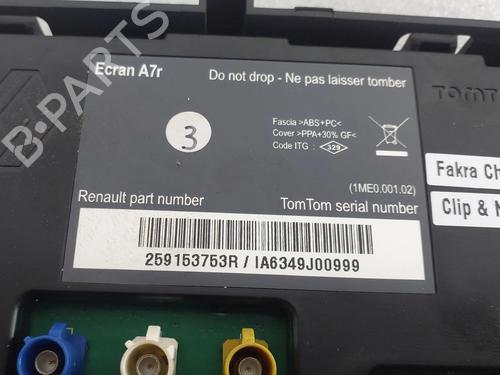 Ecran A7r
Do not drop - Ne pas laisser tomber
TOMT
3
Fascia >ABS+PC<
Cover >PPA+30% GF<
Code ITG : 329
(1ME0.001.02)
Fakra Ch
Clip & N
Renault part number
TomTom serial number
259153753R / IA6349J00999
B-PARTS